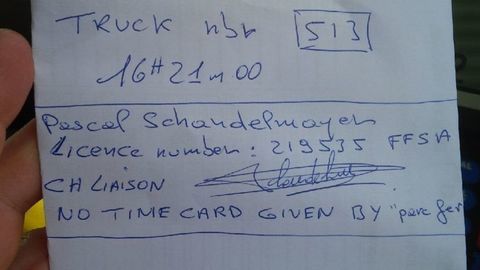 TRUCK nbr 513
16H21m00
Pascal Schandelmayer
Licence number: 219535 FFSA
CH LIAISON
NO TIME CARD GIVEN BY "parc fer